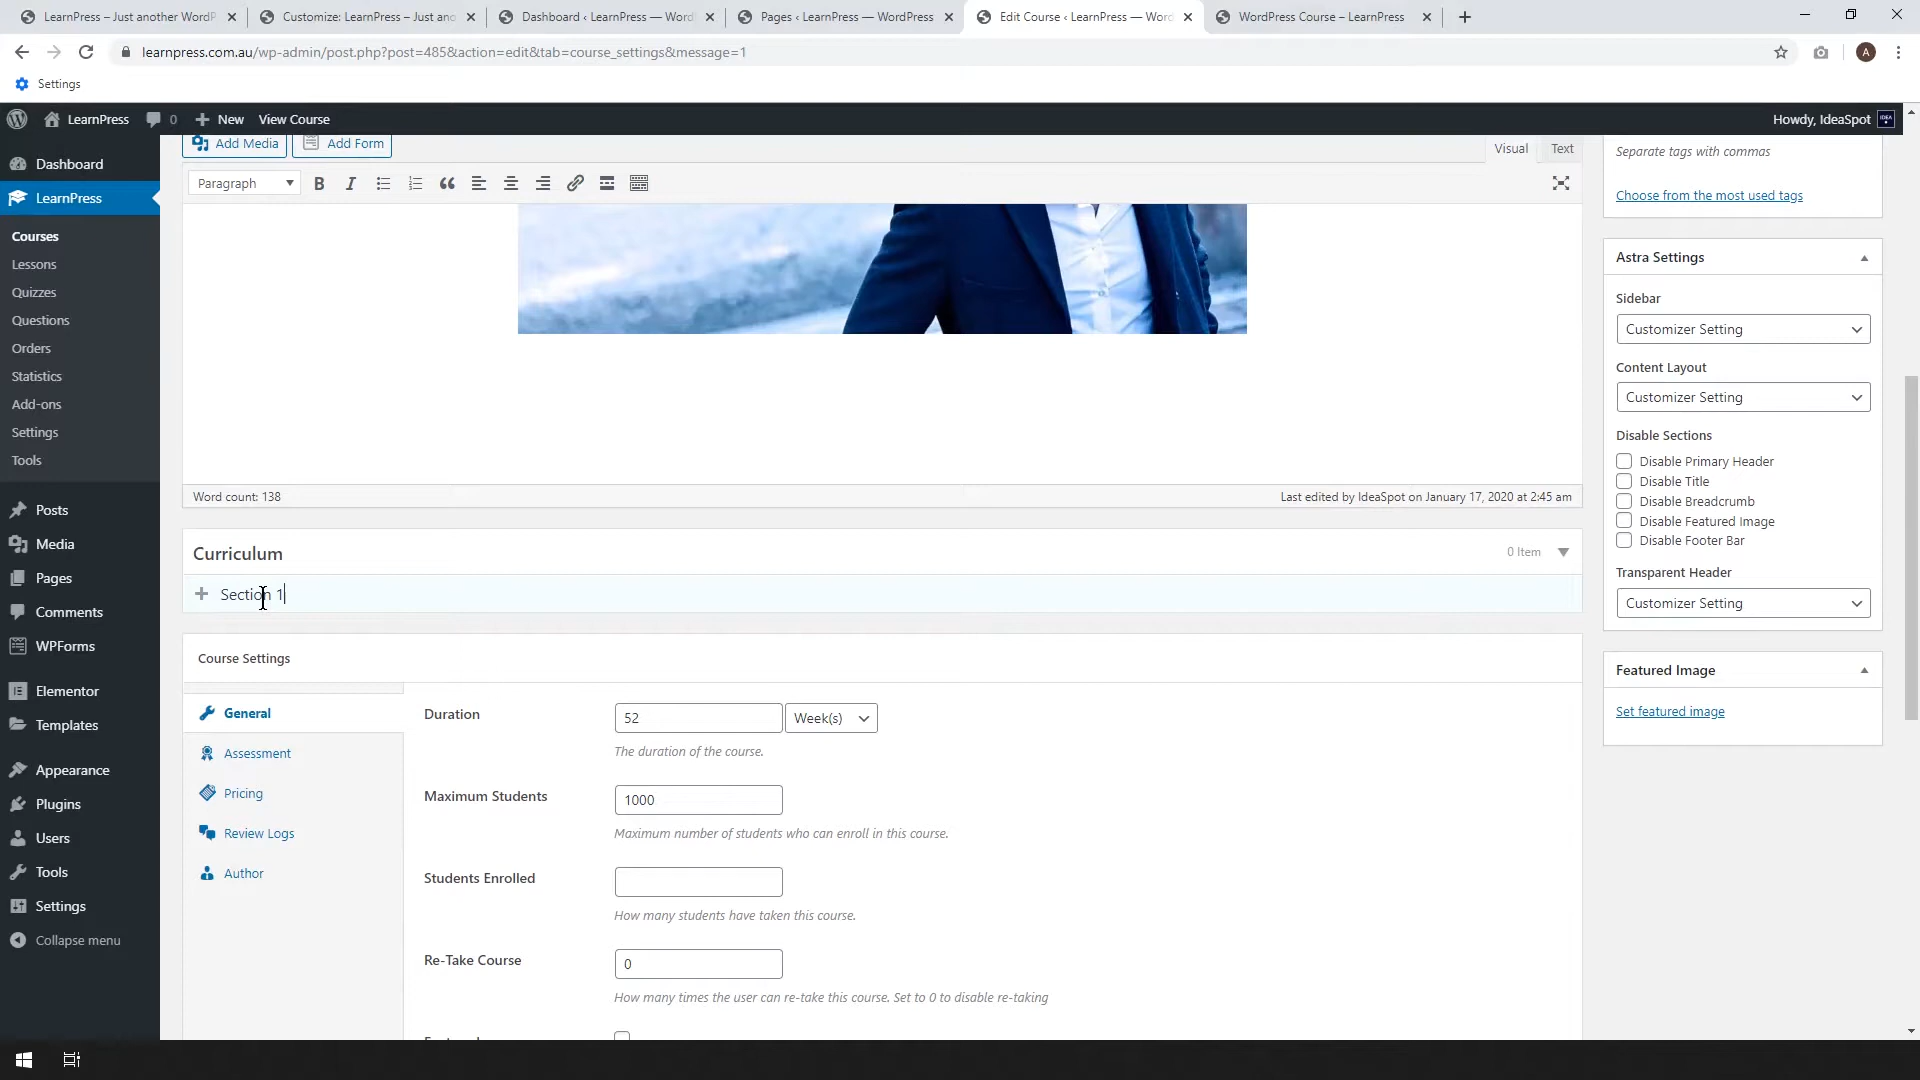 LearnPress – Just another WordP
Customize: LearnPress – Just ano
Dashboard ‹ LearnPress — Word
Pages ‹ LearnPress — WordPress
Edit Course ‹ LearnPress — Word
WordPress Course – LearnPress
learnpress.com.au/wp-admin/post.php?post=485&action=edit&tab=course_settings&message=1
A
Settings
LearnPress
0
New
View Course
Howdy, IdeaSpot
Dashboard
LearnPress
Courses
Lessons
Quizzes
Questions
Orders
Statistics
Add-ons
Settings
Tools
Posts
Media
Pages
Comments
WPForms
Elementor
Templates
Appearance
Plugins
Users
Tools
Settings
Collapse menu
Add Media
Add Form
Visual
Text
Paragraph
Word count: 138
Last edited by IdeaSpot on January 17, 2020 at 2:45 am
Curriculum
0 Item
Section 1
Course Settings
General
Assessment
Pricing
Review Logs
Author
Duration
52
Week(s)
The duration of the course.
Maximum Students
1000
Maximum number of students who can enroll in this course.
Students Enrolled
How many students have taken this course.
Re-Take Course
0
How many times the user can re-take this course. Set to 0 to disable re-taking
Separate tags with commas
Choose from the most used tags
Astra Settings
Sidebar
Customizer Setting
Content Layout
Customizer Setting
Disable Sections
Disable Primary Header
Disable Title
Disable Breadcrumb
Disable Featured Image
Disable Footer Bar
Transparent Header
Customizer Setting
Featured Image
Set featured image